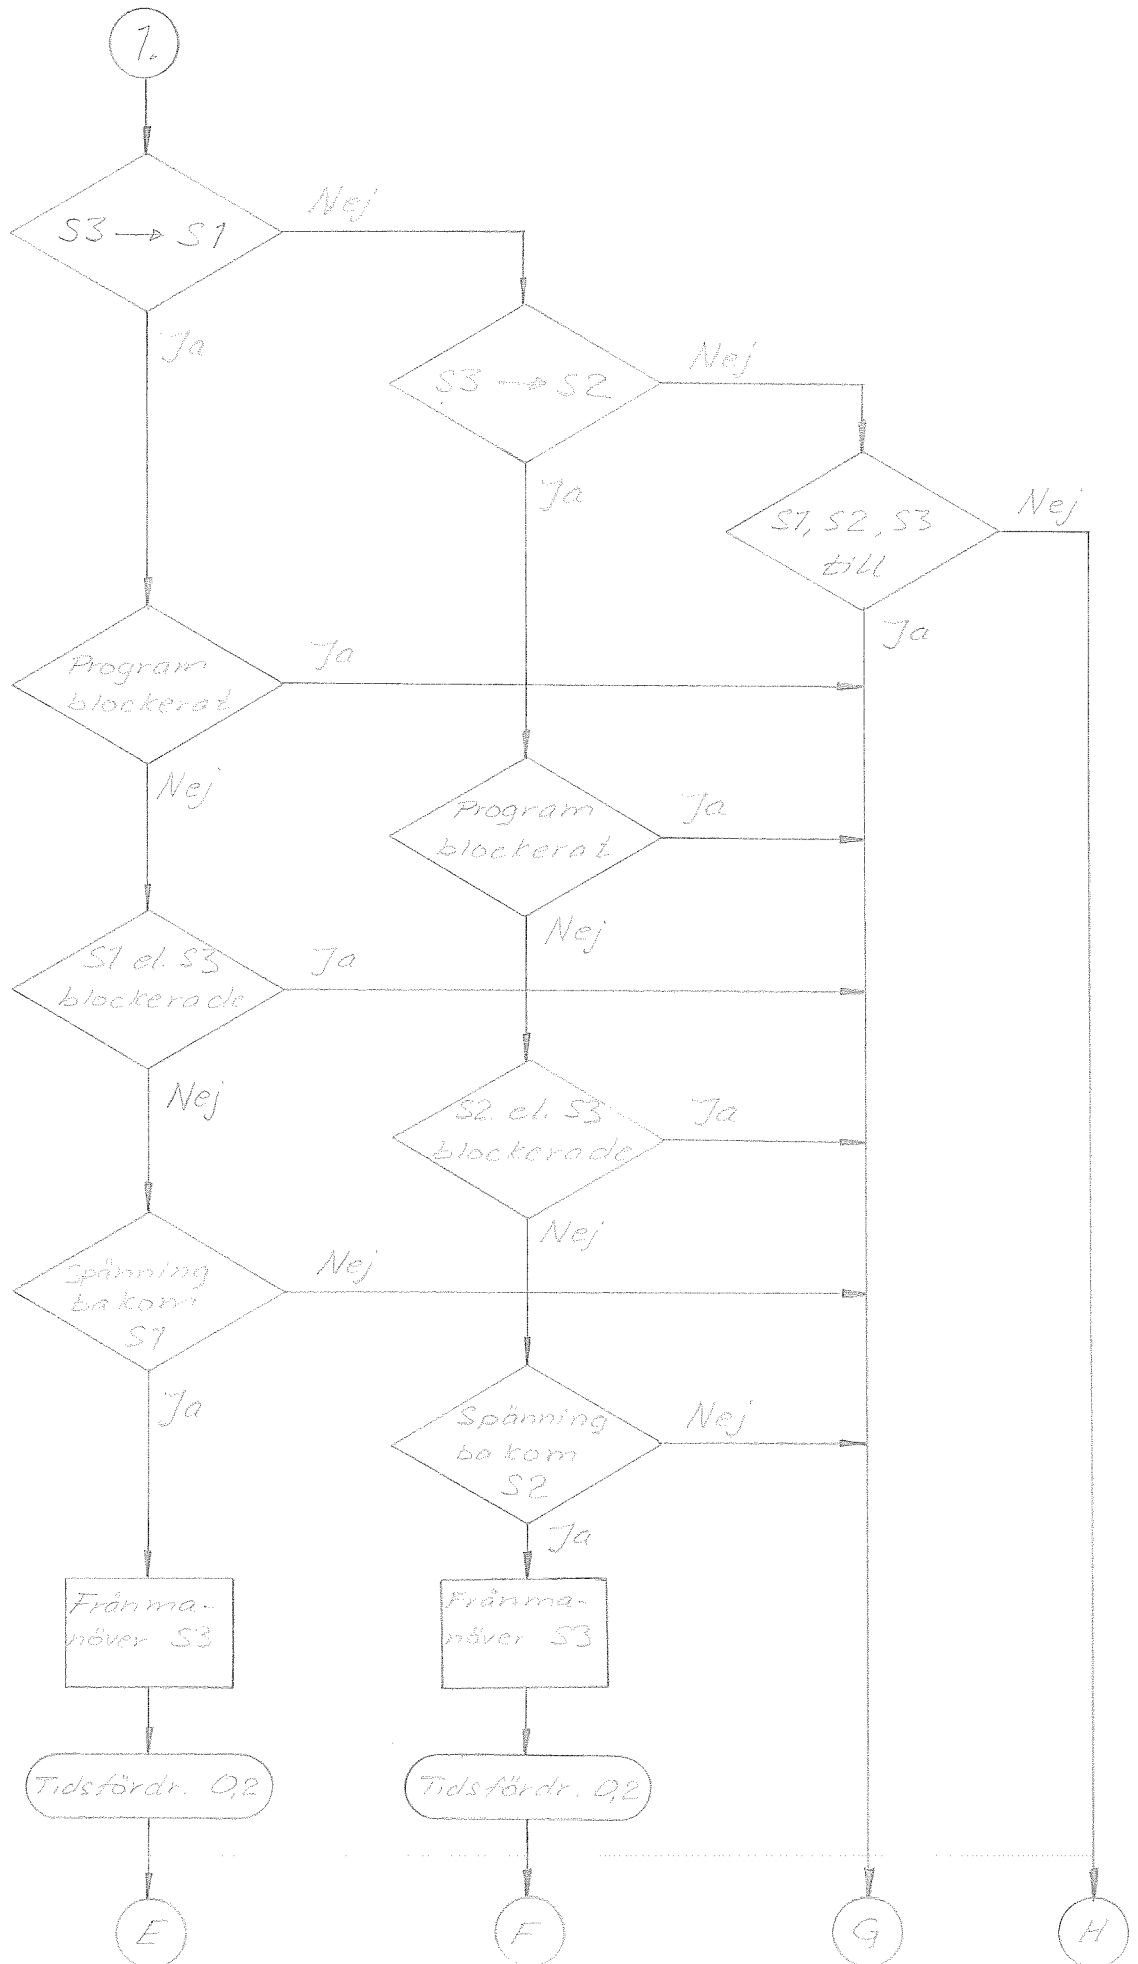 1.
S3 → S1
Nej
Ja
S3 → S2
Nej
Ja
S1, S2, S3
till
Nej
Ja
Program
blockerat
Ja
Nej
Program
blockerat
Ja
Nej
S1 el. S3
blockerade
Ja
Nej
S2 el. S3
blockerade
Ja
Nej
Spänning
bakom
S1
Nej
Ja
Spänning
bakom
S2
Nej
Ja
Frånma-
növer S3
Frånma-
növer S3
Tidsfördr. 0,2
Tidsfördr. 0,2
E
F
G
H